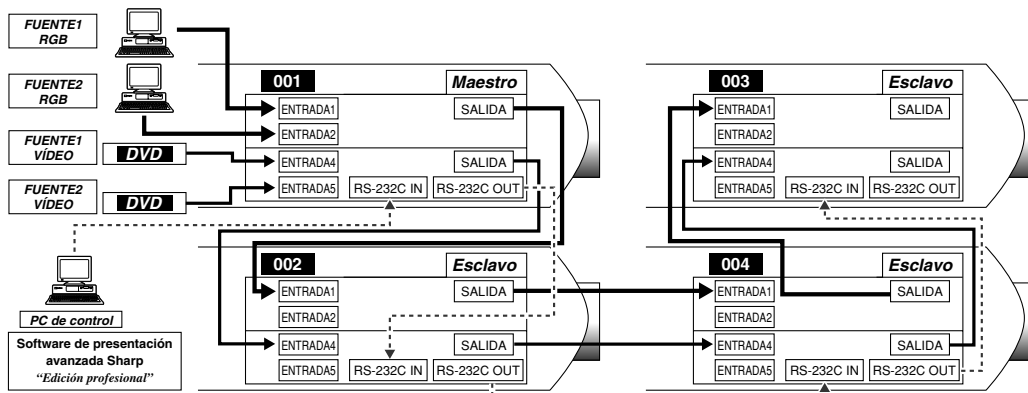 FUENTE1
RGB
FUENTE2
RGB
FUENTE1
VÍDEO
DVD
FUENTE2
VÍDEO
DVD
PC de control
Software de presentación
avanzada Sharp
“Edición profesional”
001
Maestro
ENTRADA1
SALIDA
ENTRADA2
ENTRADA4
SALIDA
ENTRADA5
RS-232C IN
RS-232C OUT
003
Esclavo
ENTRADA1
SALIDA
ENTRADA2
ENTRADA4
SALIDA
ENTRADA5
RS-232C IN
RS-232C OUT
002
Esclavo
ENTRADA1
SALIDA
ENTRADA2
ENTRADA4
SALIDA
ENTRADA5
RS-232C IN
RS-232C OUT
004
Esclavo
ENTRADA1
SALIDA
ENTRADA2
ENTRADA4
SALIDA
ENTRADA5
RS-232C IN
RS-232C OUT